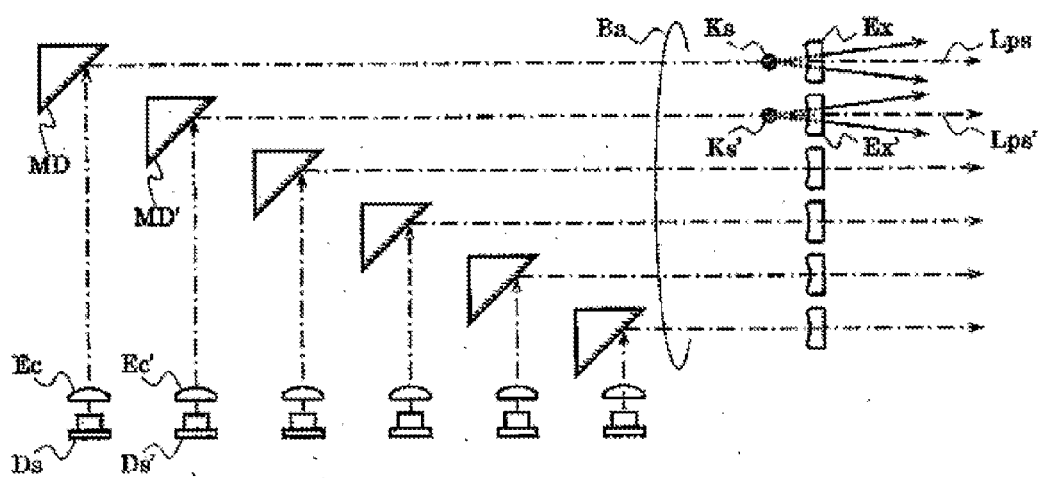 Ba Ks Ex Lps
Ks' Ex' Lps'
MD
MD'
Ec Ec'
Ds Ds'